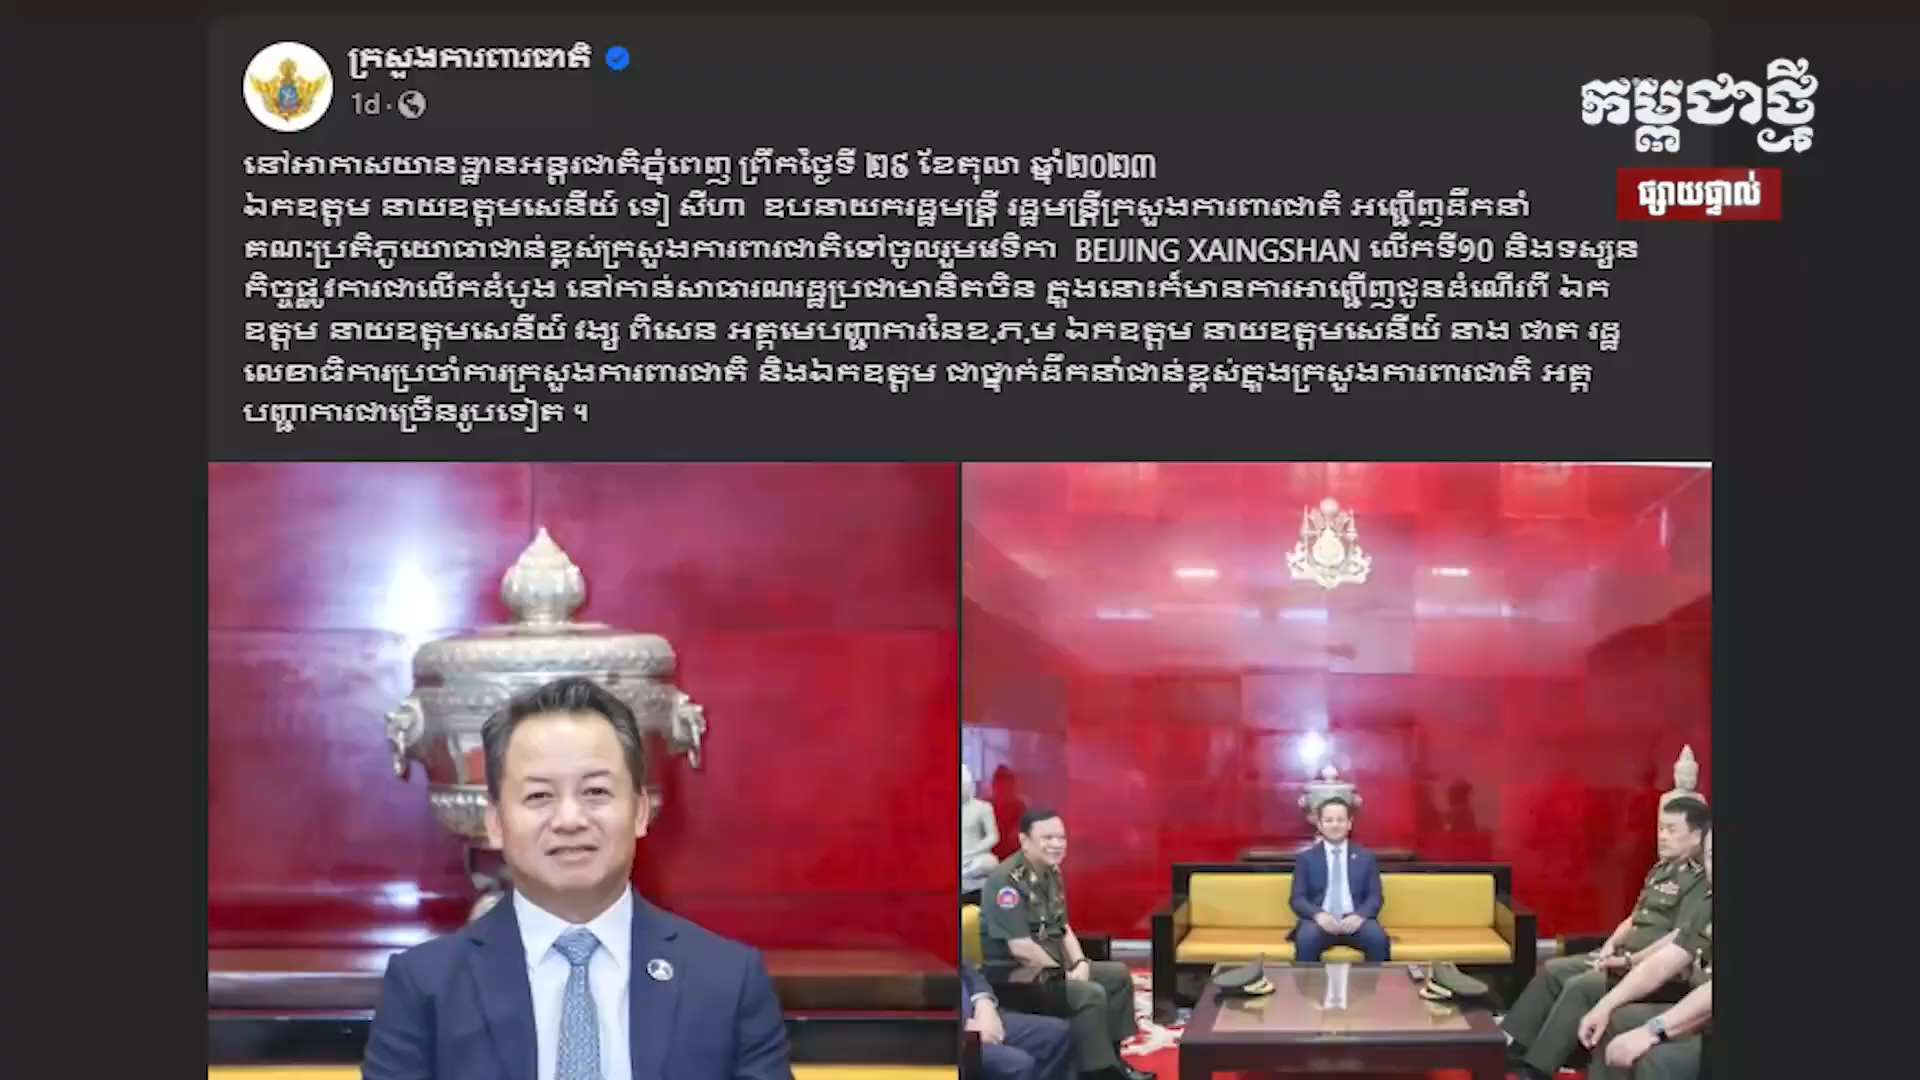 ក្រសួងការពារជាតិ
1d ·
កម្ពុជាថ្មី
ផ្សាយផ្ទាល់
នៅអាកាសយានដ្ឋានអន្តរជាតិភ្នំពេញ ព្រឹកថ្ងៃទី ២៩ ខែតុលា ឆ្នាំ២០២៣
ឯកឧត្តម នាយឧត្តមសេនីយ៍ ទៀ សីហា ឧបនាយករដ្ឋមន្ត្រី រដ្ឋមន្ត្រីក្រសួងការពារជាតិ អញ្ជើញដឹកនាំ
គណៈប្រតិភូយោធាជាន់ខ្ពស់ក្រសួងការពារជាតិទៅចូលរួមវេទិកា BEIJING XAINGSHAN លើកទី១០ និងទស្សន
កិច្ចផ្លូវការជាលើកដំបូង នៅកាន់សាធារណរដ្ឋប្រជាមានិតចិន ក្នុងនោះក៏មានការអញ្ជើញជូនដំណើរពី ឯក
ឧត្តម នាយឧត្តមសេនីយ៍ វង្ស ពិសេន អគ្គមេបញ្ជាការនៃខ.ភ.ម ឯកឧត្តម នាយឧត្តមសេនីយ៍ នាង ផាត រដ្ឋ
លេខាធិការប្រចាំការក្រសួងការពារជាតិ និងឯកឧត្តម ជាថ្នាក់ដឹកនាំជាន់ខ្ពស់ក្នុងក្រសួងការពារជាតិ អគ្គ
បញ្ជាការជាច្រើនរូបទៀត ។